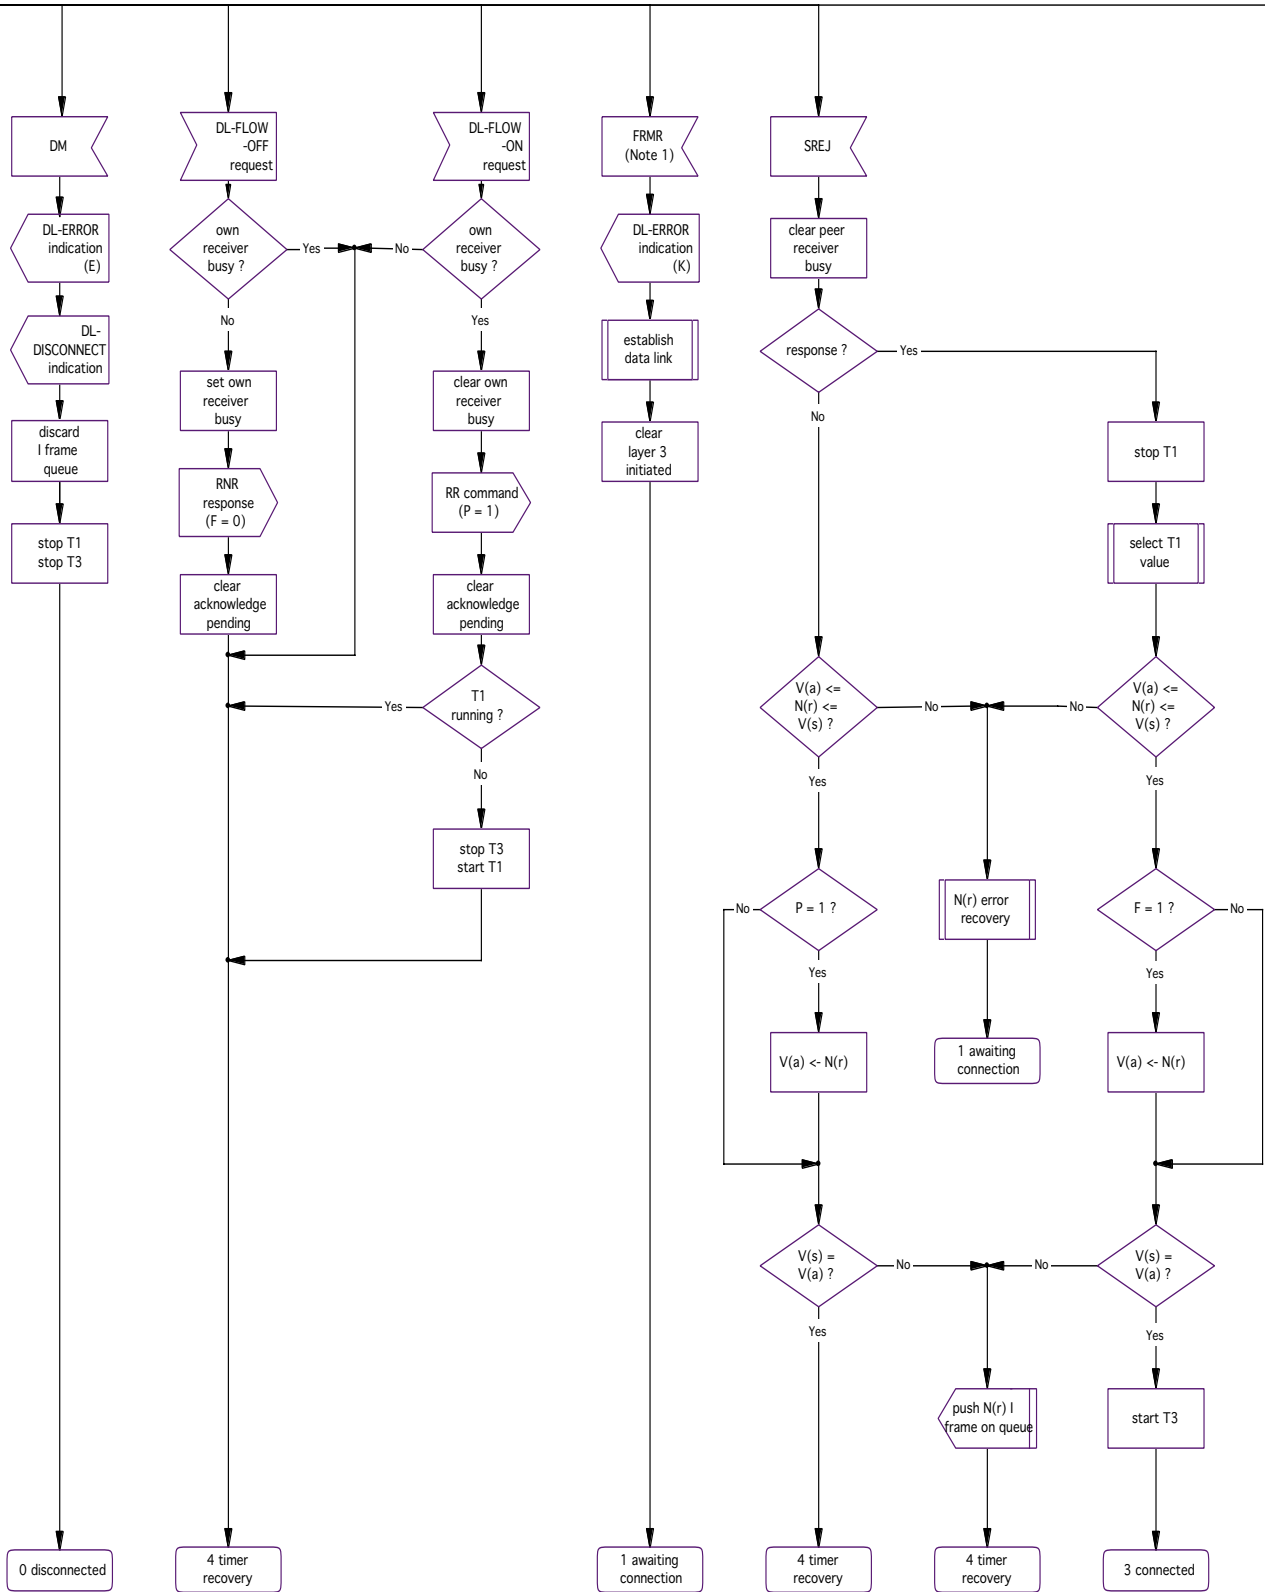 DM
DL-ERROR
indication
(E)
DL-
DISCONNECT
indication
discard
I frame
queue
stop T1
stop T3
0 disconnected
DL-FLOW
-OFF
request
own
receiver
busy ?
Yes
No
set own
receiver
busy
RNR
response
(F = 0)
clear
acknowledge
pending
4 timer
recovery
DL-FLOW
-ON
request
own
receiver
busy ?
No
Yes
clear own
receiver
busy
RR command
(P = 1)
clear
acknowledge
pending
T1
running ?
Yes
No
stop T3
start T1
FRMR
(Note 1)
DL-ERROR
indication
(K)
establish
data link
clear
layer 3
initiated
1 awaiting
connection
SREJ
clear peer
receiver
busy
response ?
Yes
No
V(a) <=
N(r) <=
V(s) ?
No
Yes
P = 1 ?
No
Yes
V(a) <- N(r)
V(s) =
V(a) ?
No
Yes
4 timer
recovery
N(r) error
recovery
1 awaiting
connection
push N(r) I
frame on queue
4 timer
recovery
stop T1
select T1
value
V(a) <=
N(r) <=
V(s) ?
No
Yes
F = 1 ?
No
Yes
V(a) <- N(r)
V(s) =
V(a) ?
No
Yes
start T3
3 connected